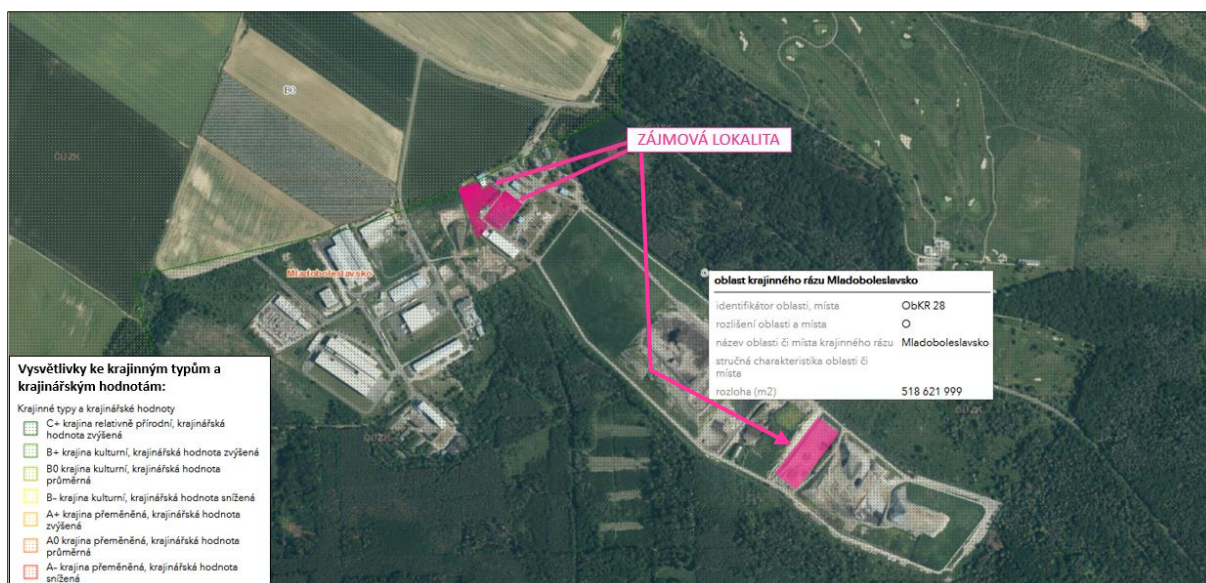 B0
ČÚZK
ZÁJMOVÁ LOKALITA
Mladoboleslavsko
oblast krajinného rázu Mladoboleslavsko
identifikátor oblasti, místa ObKR 28
rozlišení oblasti a místa O
název oblasti či místa krajinného rázu Mladoboleslavsko
stručná charakteristika oblasti či
místa
rozloha (m2) 518 621 999
ČÚZK
ČÚZK
Vysvětlivky ke krajinným typům a
krajinářským hodnotám:
Krajinné typy a krajinářské hodnoty
C+ krajina relativně přírodní, krajinářská
hodnota zvýšená
B+ krajina kulturní, krajinářská hodnota zvýšená
B0 krajina kulturní, krajinářská hodnota
průměrná
B- krajina kulturní, krajinářská hodnota snížená
A+ krajina přeměněná, krajinářská hodnota
zvýšená
A0 krajina přeměněná, krajinářská hodnota
průměrná
A- krajina přeměněná, krajinářská hodnota
snížená